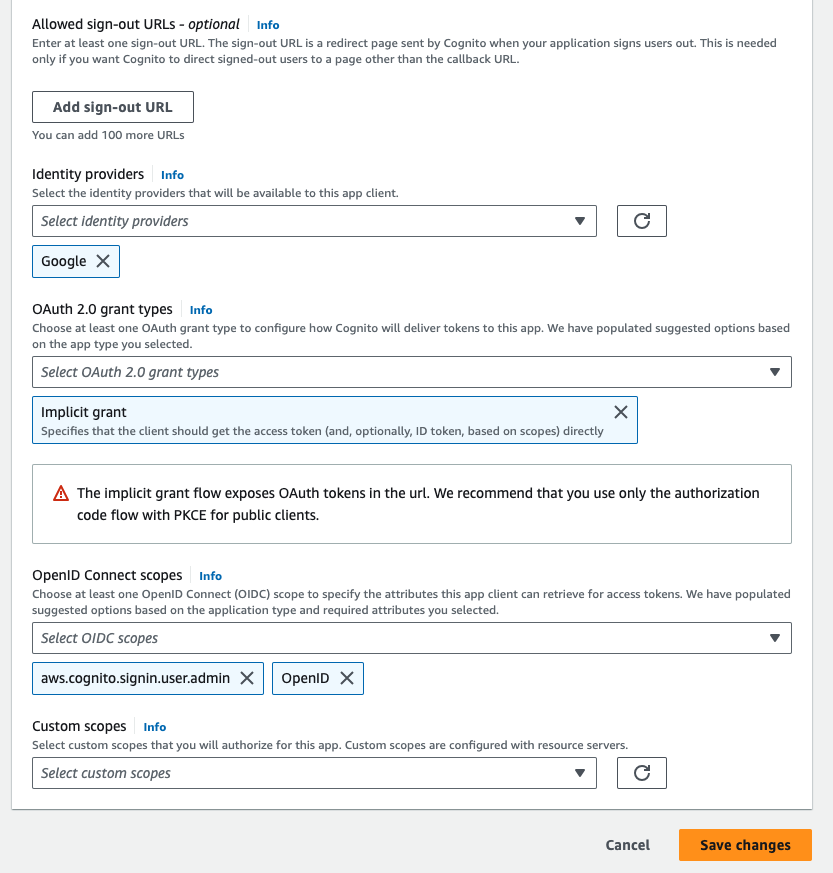 Allowed sign-out URLs - optional Info
Enter at least one sign-out URL. The sign-out URL is a redirect page sent by Cognito when your application signs users out. This is needed
only if you want Cognito to direct signed-out users to a page other than the callback URL.
Add sign-out URL
You can add 100 more URLs
Identity providers Info
Select the identity providers that will be available to this app client.
Select identity providers
Google
OAuth 2.0 grant types Info
Choose at least one OAuth grant type to configure how Cognito will deliver tokens to this app. We have populated suggested options based
on the app type you selected.
Select OAuth 2.0 grant types
Implicit grant
Specifies that the client should get the access token (and, optionally, ID token, based on scopes) directly
The implicit grant flow exposes OAuth tokens in the url. We recommend that you use only the authorization
code flow with PKCE for public clients.
OpenID Connect scopes Info
Choose at least one OpenID Connect (OIDC) scope to specify the attributes this app client can retrieve for access tokens. We have populated
suggested options based on the application type and required attributes you selected.
Select OIDC scopes
aws.cognito.signin.user.admin OpenID
Custom scopes Info
Select custom scopes that you will authorize for this app. Custom scopes are configured with resource servers.
Select custom scopes
Cancel Save changes